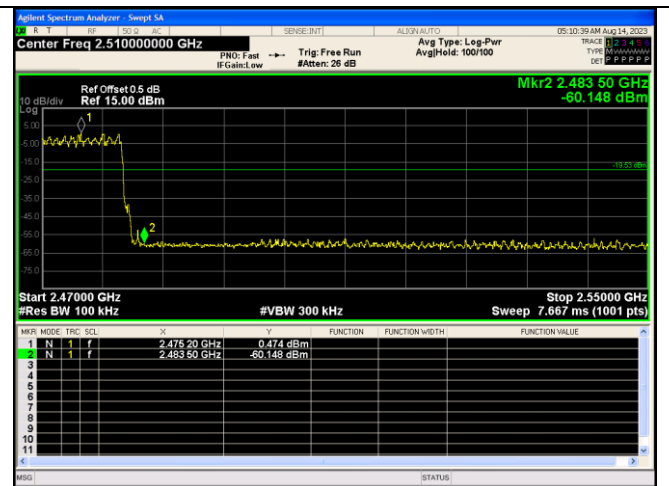 Agilent Spectrum Analyzer - Swept SA
R T RF 50 Ω AC SENSE:INT ALIGN AUTO 05:10:39 AM Aug 14, 2023
Center Freq 2.510000000 GHz
PNO: Fast
IFGain:Low
Trig: Free Run
#Atten: 26 dB
Avg Type: Log-Pwr
Avg|Hold: 100/100
TRACE 1 2 3 4 5 6
TYPE M
DET P P P P P P
Mkr2 2.483 50 GHz
-60.148 dBm
Ref Offset 0.5 dB
10 dB/div Ref 15.00 dBm
Log
5.00
-5.00
-15.0
-25.0
-35.0
-45.0
-55.0
-65.0
-75.0
1
2
-19.53 dBm
Start 2.47000 GHz Stop 2.55000 GHz
#Res BW 100 kHz #VBW 300 kHz Sweep 7.667 ms (1001 pts)
MKR MODE TRC SCL X Y FUNCTION FUNCTION WIDTH FUNCTION VALUE
1 N 1 f 2.475 20 GHz 0.474 dBm
2 N 1 f 2.483 50 GHz -60.148 dBm
3
4
5
6
7
8
9
10
11
MSG STATUS